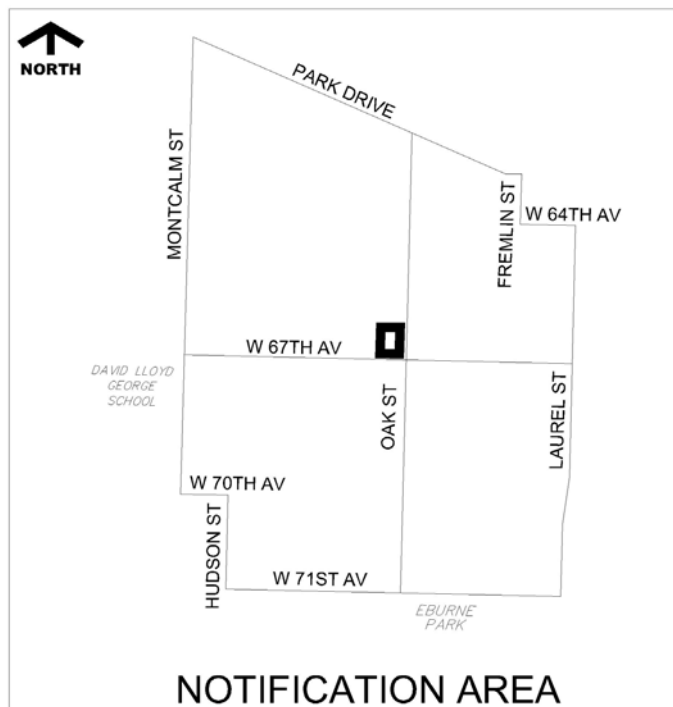 NORTH
PARK DRIVE
MONTCALM ST
FREMLIN ST
W 64TH AV
W 67TH AV
DAVID LLOYD
GEORGE
SCHOOL
OAK ST
LAUREL ST
W 70TH AV
HUDSON ST
W 71ST AV
EBURNE
PARK
NOTIFICATION AREA